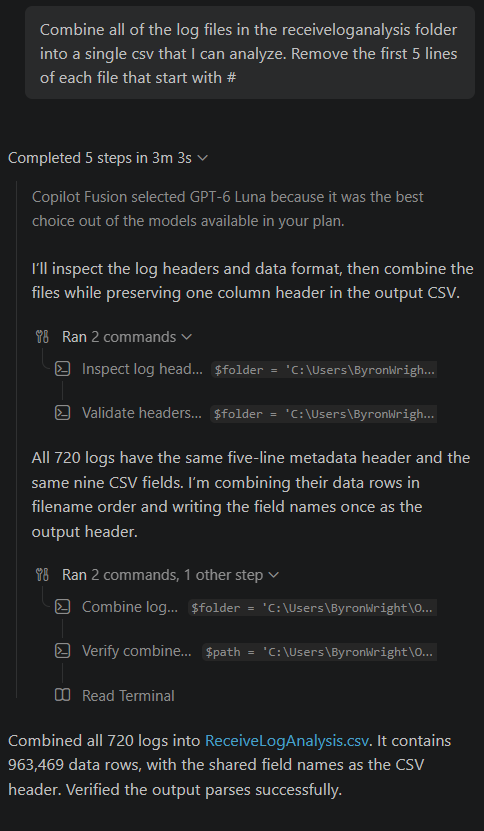 Combine all of the log files in the receiveloganalysis folder
into a single csv that I can analyze. Remove the first 5 lines
of each file that start with #
Completed 5 steps in 3m 3s
Copilot Fusion selected GPT-6 Luna because it was the best
choice out of the models available in your plan.
I'll inspect the log headers and data format, then combine the
files while preserving one column header in the output CSV.
Ran 2 commands
Inspect log head... $folder = 'C:\Users\ByronWrigh...
Validate headers... $folder = 'C:\Users\ByronWrigh...
All 720 logs have the same five-line metadata header and the
same nine CSV fields. I'm combining their data rows in
filename order and writing the field names once as the
output header.
Ran 2 commands, 1 other step
Combine log... $folder = 'C:\Users\ByronWright\O...
Verify combine... $path = 'C:\Users\ByronWright\O...
Read Terminal
Combined all 720 logs into ReceiveLogAnalysis.csv. It contains
963,469 data rows, with the shared field names as the CSV
header. Verified the output parses successfully.